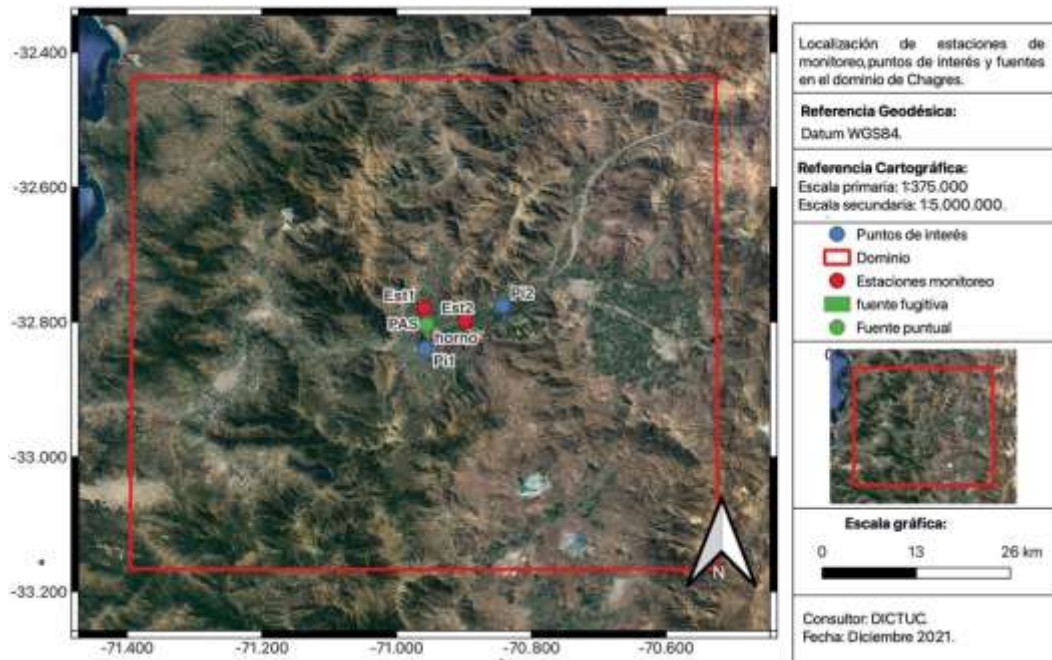 -32.400
-32.600
-32.800
-33.000
-33.200
-71.400
-71.200
-71.000
-70.800
-70.600
Est1
Est2
Pi2
PAS
horno
Pi1
N
Localización de estaciones de
monitoreo,puntos de interés y fuentes
en el dominio de Chagres.
Referencia Geodésica:
Datum WGS84.
Referencia Cartográfica:
Escala primaria: 1:375.000
Escala secundaria: 1:5.000.000.
Puntos de interés
Dominio
Estaciones monitoreo
fuente fugitiva
Fuente puntual
Escala gráfica:
0 13 26 km
Consultor: DICTUC.
Fecha: Diciembre 2021.